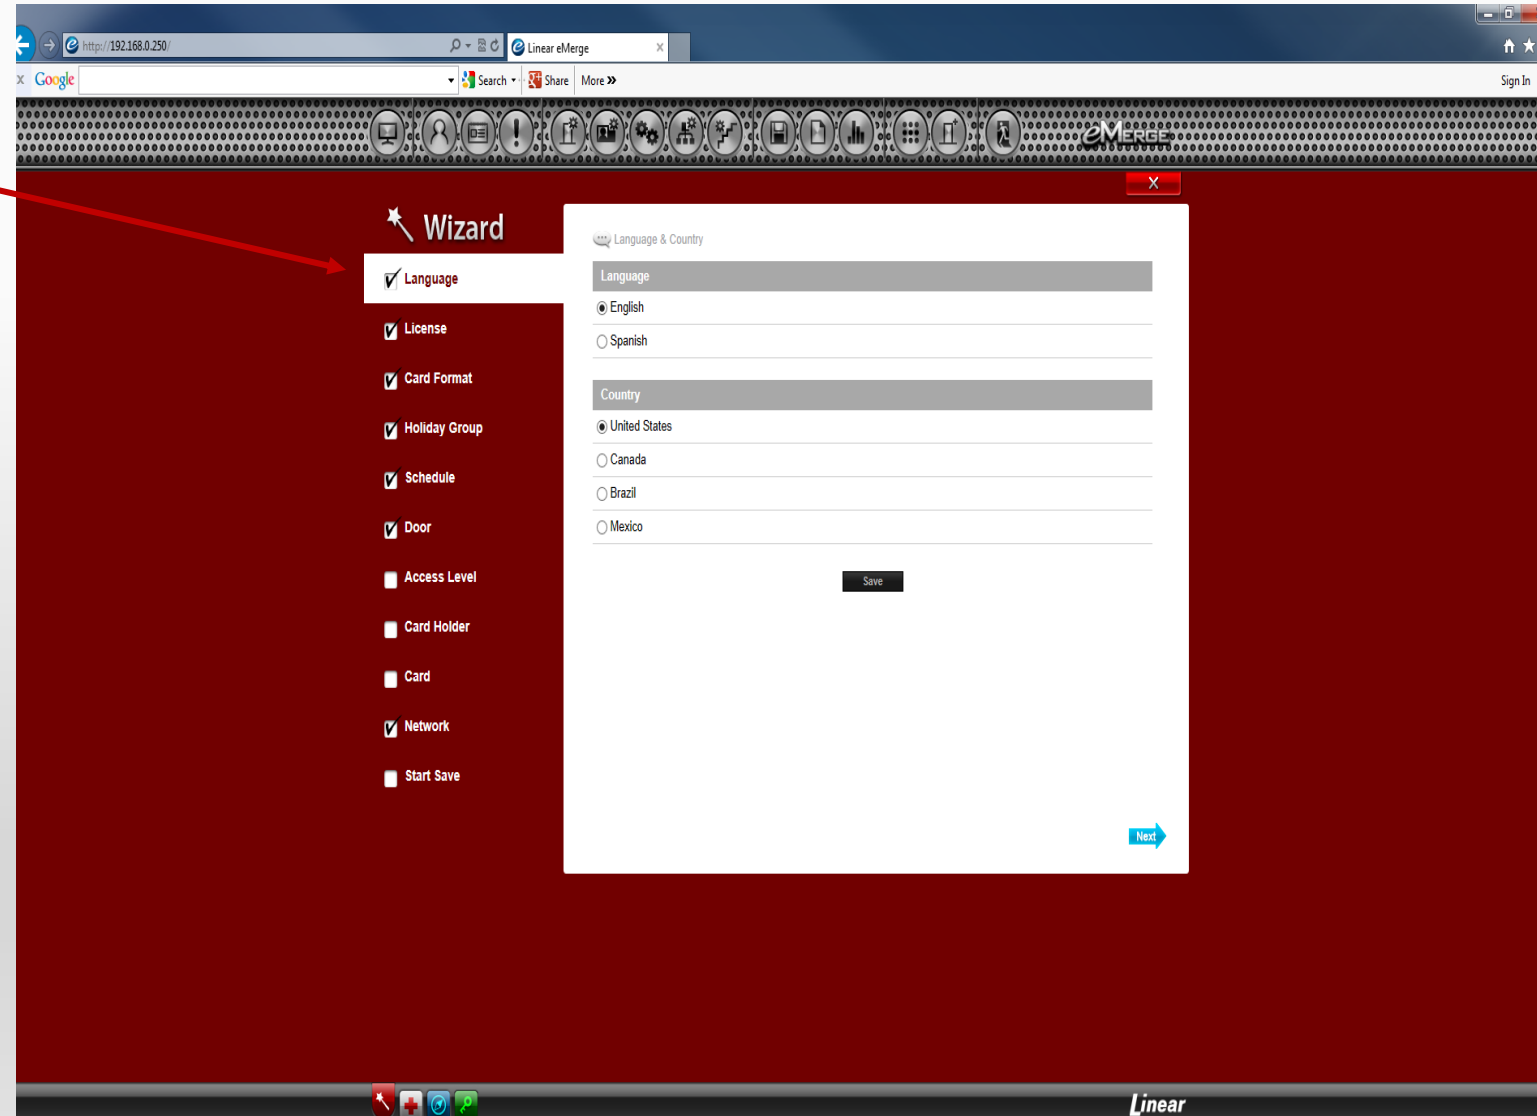 http://192.168.0.250/
Linear eMerge
Google
Search
Share
More »
Sign In
eMerge
X
Wizard
Language & Country
Language
Language
English
License
Spanish
Card Format
Country
Holiday Group
United States
Canada
Schedule
Brazil
Door
Mexico
Access Level
Save
Card Holder
Card
Network
Start Save
Next
Linear